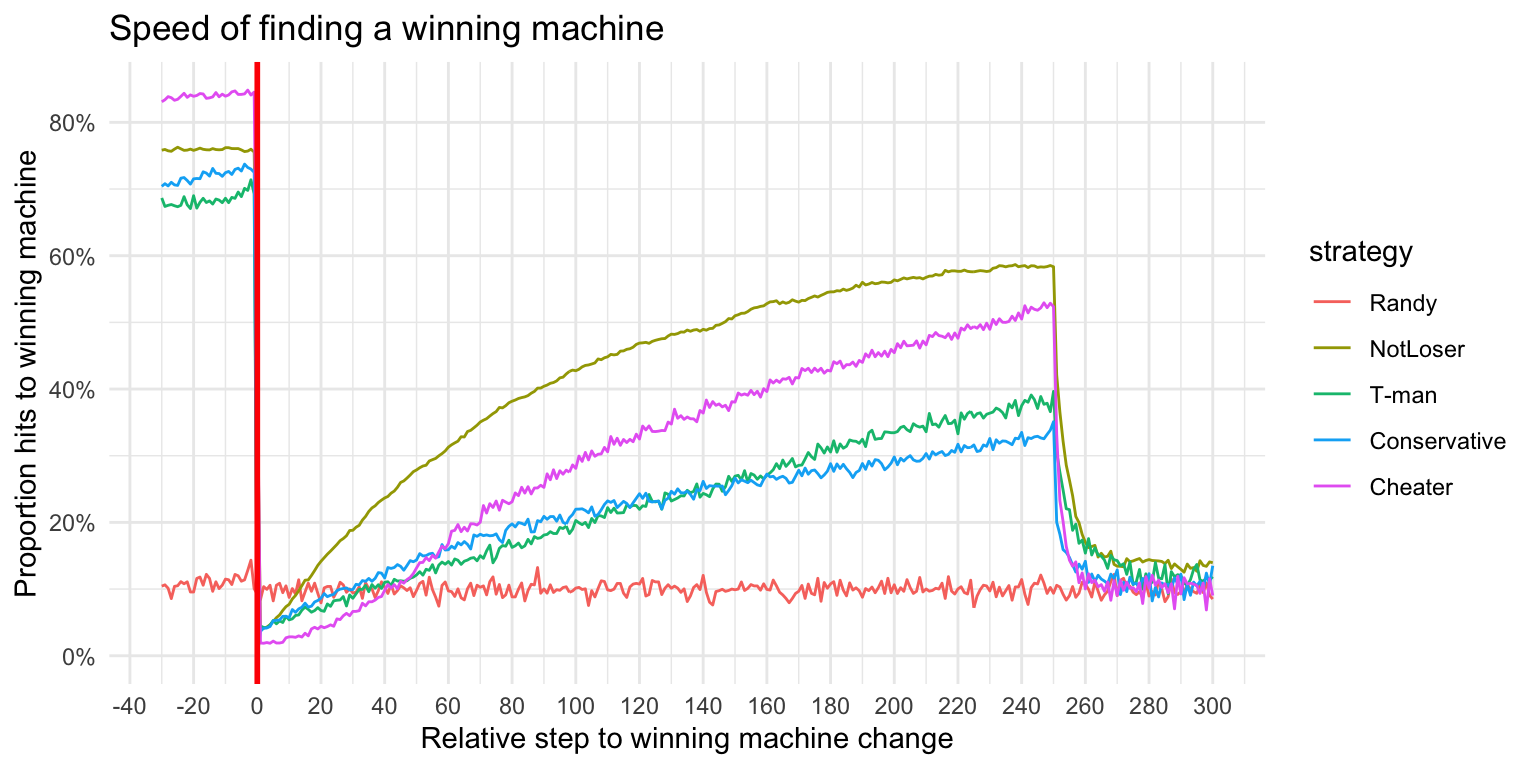 Speed of finding a winning machine
Proportion hits to winning machine
80%
60%
40%
20%
0%
-40 -20 0 20 40 60 80 100 120 140 160 180 200 220 240 260 280 300
Relative step to winning machine change
strategy
Randy
NotLoser
T-man
Conservative
Cheater